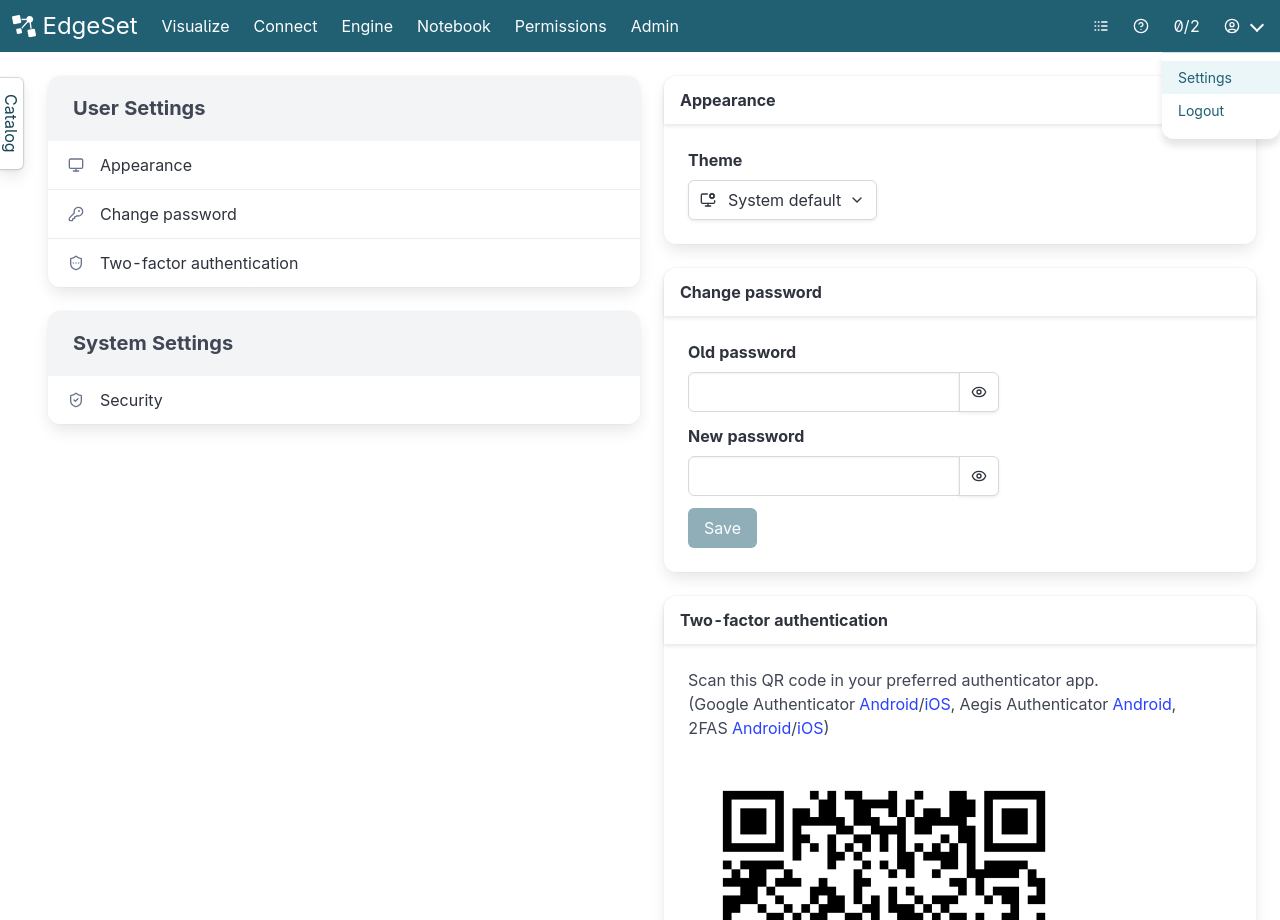 EdgeSet Visualize Connect Engine Notebook Permissions Admin 0/2
Settings
Logout
Catalog
User Settings
Appearance
Change password
Two-factor authentication
System Settings
Security
Appearance
Theme
System default
Change password
Old password
New password
Save
Two-factor authentication
Scan this QR code in your preferred authenticator app.
(Google Authenticator Android/iOS, Aegis Authenticator Android,
2FAS Android/iOS)